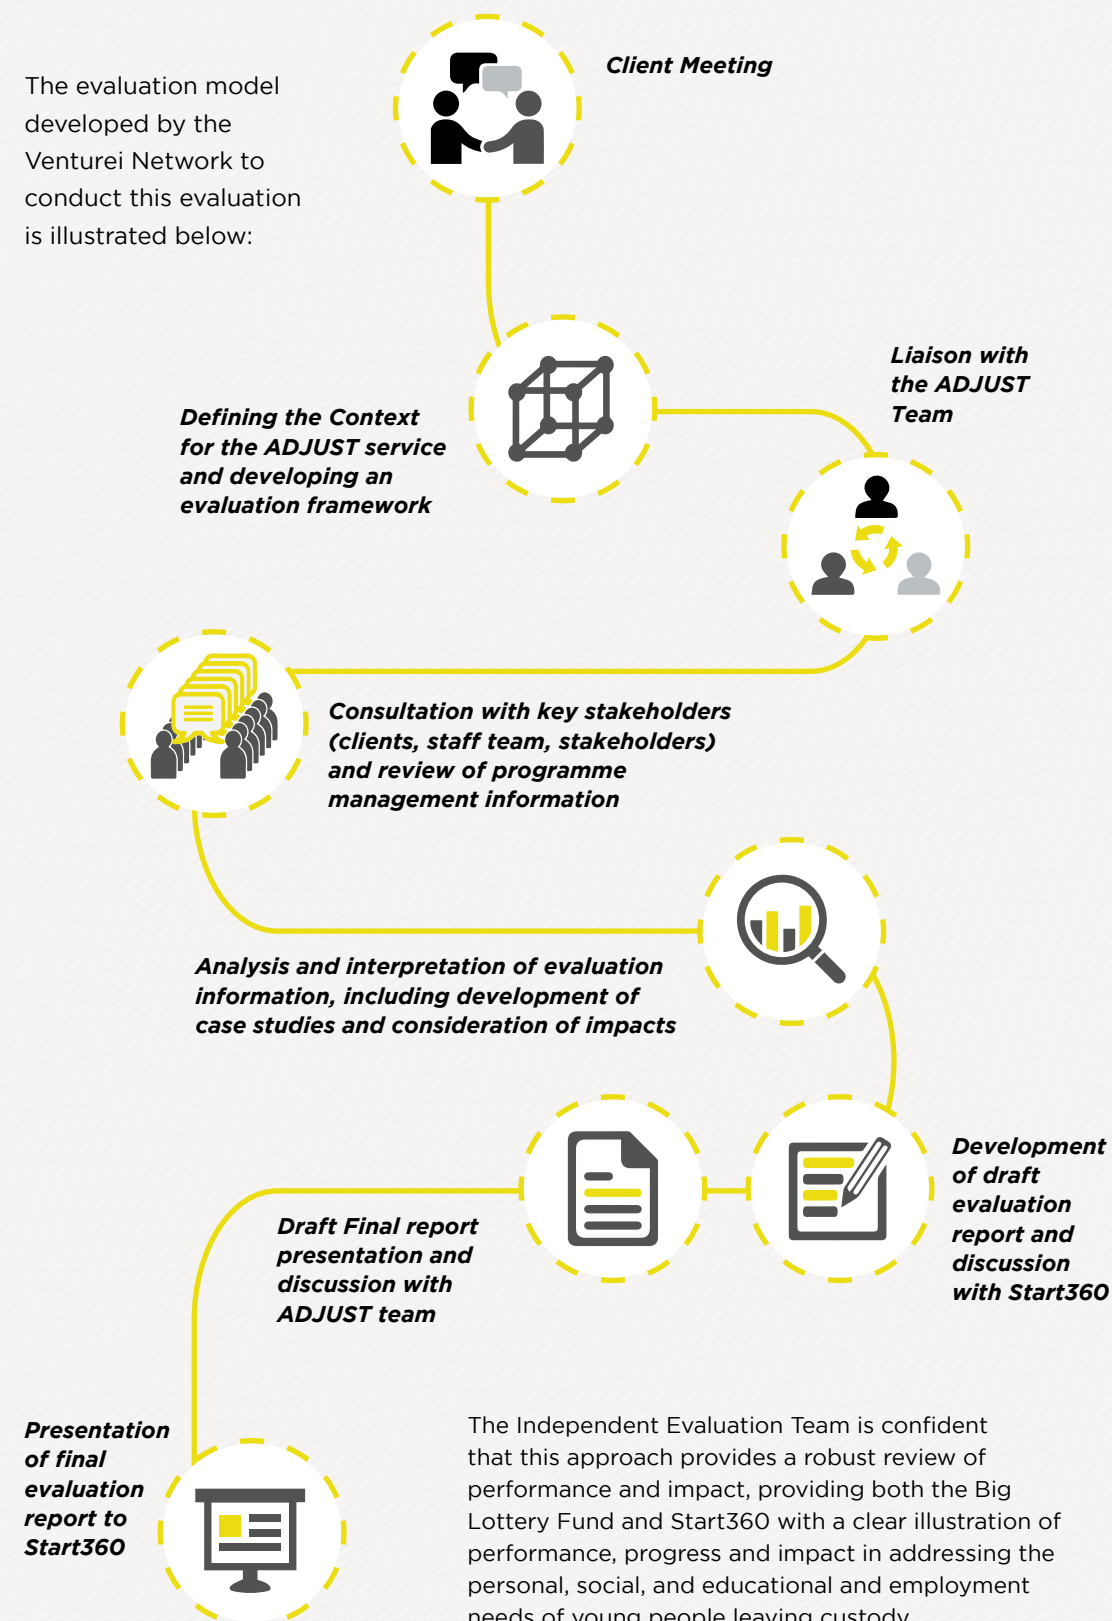 The evaluation model
developed by the
Venturei Network to
conduct this evaluation
is illustrated below:
Client Meeting
Defining the Context
for the ADJUST service
and developing an
evaluation framework
Liaison with
the ADJUST
Team
Consultation with key stakeholders
(clients, staff team, stakeholders)
and review of programme
management information
Analysis and interpretation of evaluation
information, including development of
case studies and consideration of impacts
Development
of draft
evaluation
report and
discussion
with Start360
Draft Final report
presentation and
discussion with
ADJUST team
Presentation
of final
evaluation
report to
Start360
The Independent Evaluation Team is confident
that this approach provides a robust review of
performance and impact, providing both the Big
Lottery Fund and Start360 with a clear illustration of
performance, progress and impact in addressing the
personal, social, and educational and employment
needs of young people leaving custody